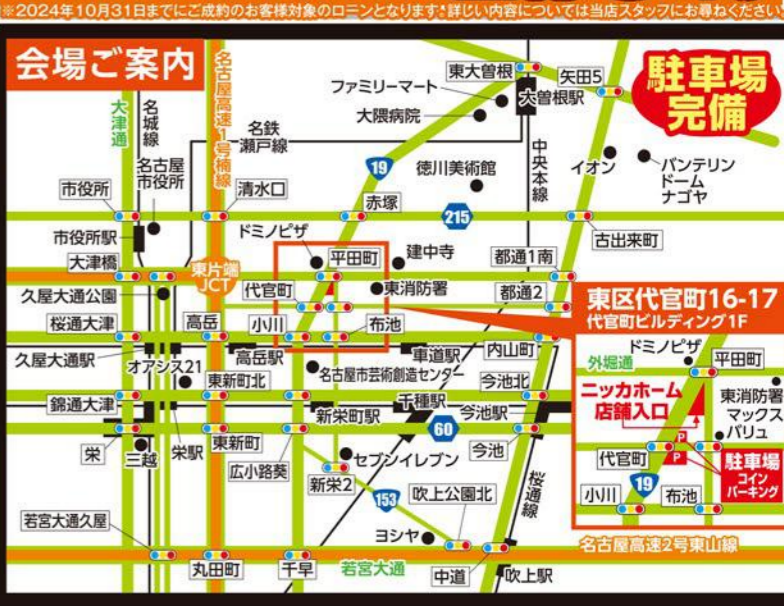 ※2024年10月31日までにご成約のお客様対象のローンとなります。詳しい内容については当店スタッフにお尋ねください
会場ご案内
駐車場
完備
大津通
名城線
名古屋高速1号楠線
ファミリーマート
東大曽根
矢田5
大曽根駅
大隈病院
名鉄
瀬戸線
中央本線
19
徳川美術館
イオン
バンテリン
ドーム
ナゴヤ
名古屋
市役所
市役所
清水口
赤塚
215
市役所駅
ドミノピザ
古出来町
大津橋
東片端
JCT
平田町
建中寺
都通1南
久屋大通公園
代官町
東消防署
都通2
桜通大津
高岳
小川
布池
久屋大通駅
オアシス21
高岳駅
車道駅
内山町
名古屋市芸術創造センター
東新町北
今池北
錦通大津
千種駅
新栄町駅
今池駅
60
栄
三越
栄駅
東新町
広小路葵
今池
セブンイレブン
新栄2
153
吹上公園北
桜通線
若宮大通久屋
ヨシヤ
丸田町
千早
若宮大通
中道
吹上駅
名古屋高速2号東山線
東区代官町16-17
代官町ビルディング1F
ドミノピザ
外堀通
平田町
ニッカホーム
店舗入口
東消防署
マックス
バリュ
P
P
代官町
駐車場
コイン
パーキング
19
小川
布池